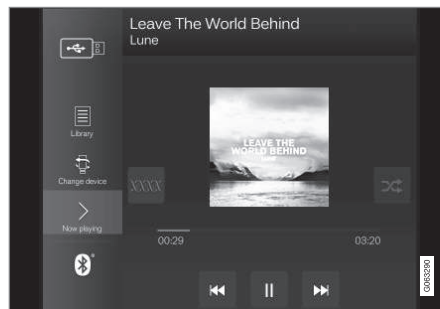 Leave The World Behind
Lune
Library
Change device
Now playing
LEAVE THE
WORLD BEHIND
LUNE
XXXX
00:29
03:20
G063290